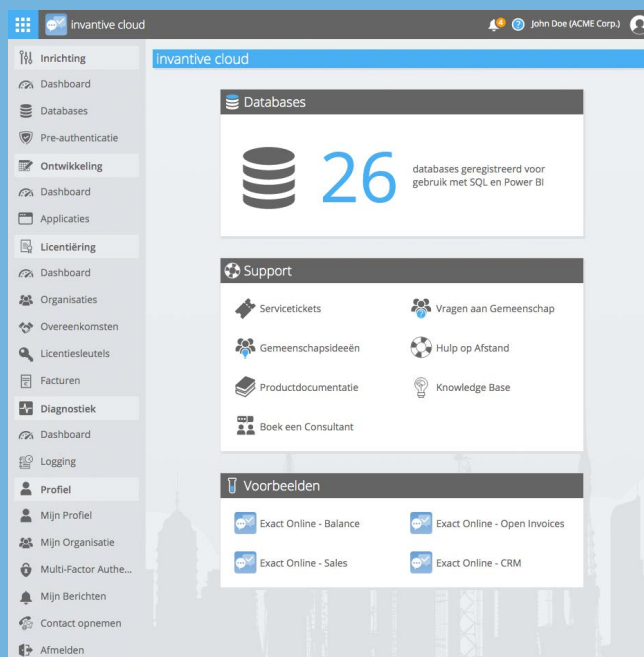 invantive cloud
4
?
John Doe (ACME Corp.)
Inrichting
Dashboard
Databases
Pre-authenticatie
Ontwikkeling
Dashboard
Applicaties
Licentiëring
Dashboard
Organisaties
Overeenkomsten
Licentiesleutels
Facturen
Diagnostiek
Dashboard
Logging
Profiel
Mijn Profiel
Mijn Organisatie
Multi-Factor Authe...
Mijn Berichten
Contact opnemen
Afmelden
invantive cloud
Databases
26
databases geregistreerd voor
gebruik met SQL en Power BI
Support
Servicetickets
Vragen aan Gemeenschap
Gemeenschapsideeën
Hulp op Afstand
Productdocumentatie
Knowledge Base
Boek een Consultant
Voorbeelden
Exact Online - Balance
Exact Online - Open Invoices
Exact Online - Sales
Exact Online - CRM